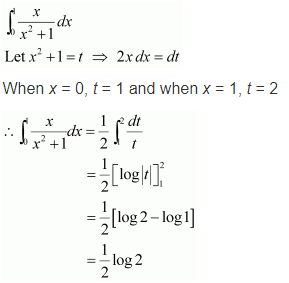 ∫₀¹ x/(x²+1) dx
Let x² +1 = t ⇒ 2x dx = dt
When x = 0, t = 1 and when x = 1, t = 2
∴ ∫₀¹ x/(x²+1) dx = 1/2 ∫₁² dt/t
= 1/2 [log|t|]₁²
= 1/2 [log 2 − log 1]
= 1/2 log 2